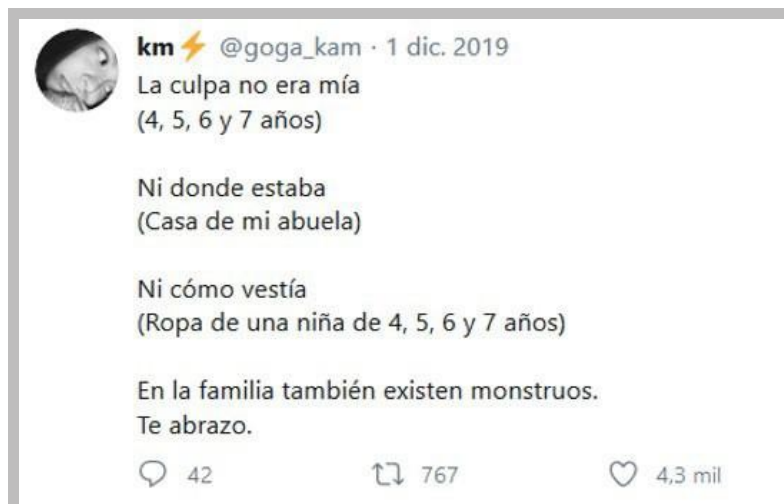 km⚡ @goga_kam · 1 dic. 2019
La culpa no era mía
(4, 5, 6 y 7 años)
Ni donde estaba
(Casa de mi abuela)
Ni cómo vestía
(Ropa de una niña de 4, 5, 6 y 7 años)
En la familia también existen monstruos.
Te abrazo.
42 767 4,3 mil